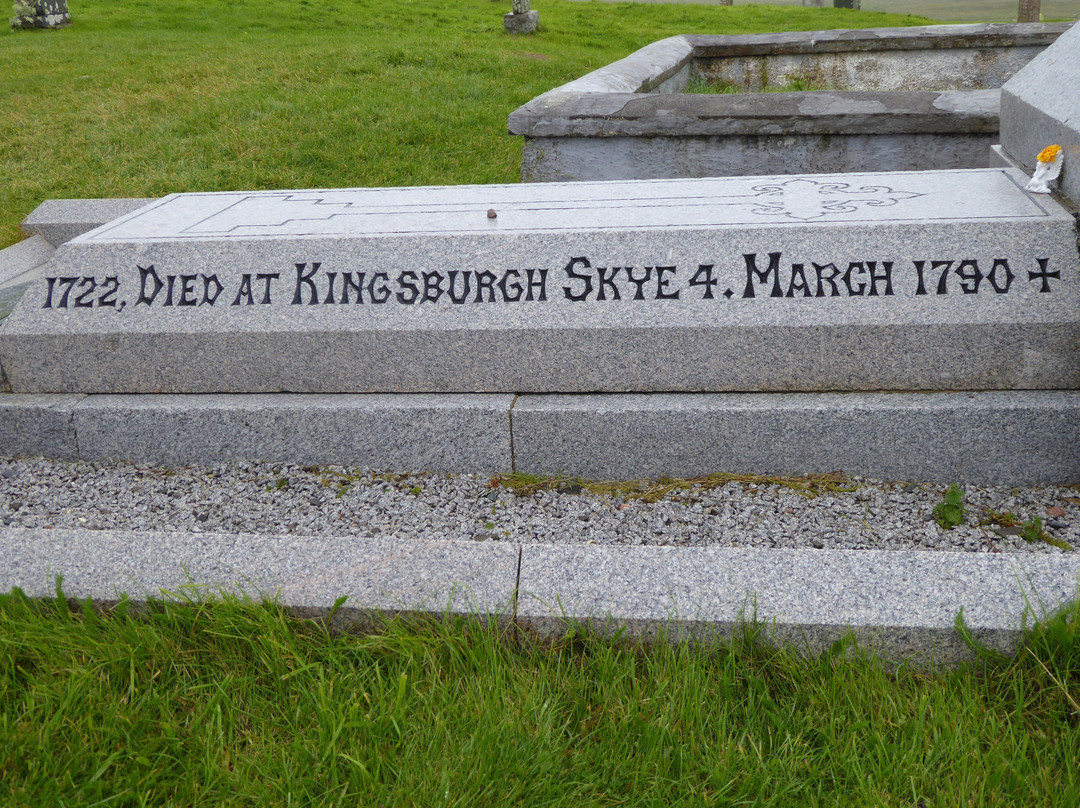 1722, Died at Kingsburgh Skye 4. March 1790